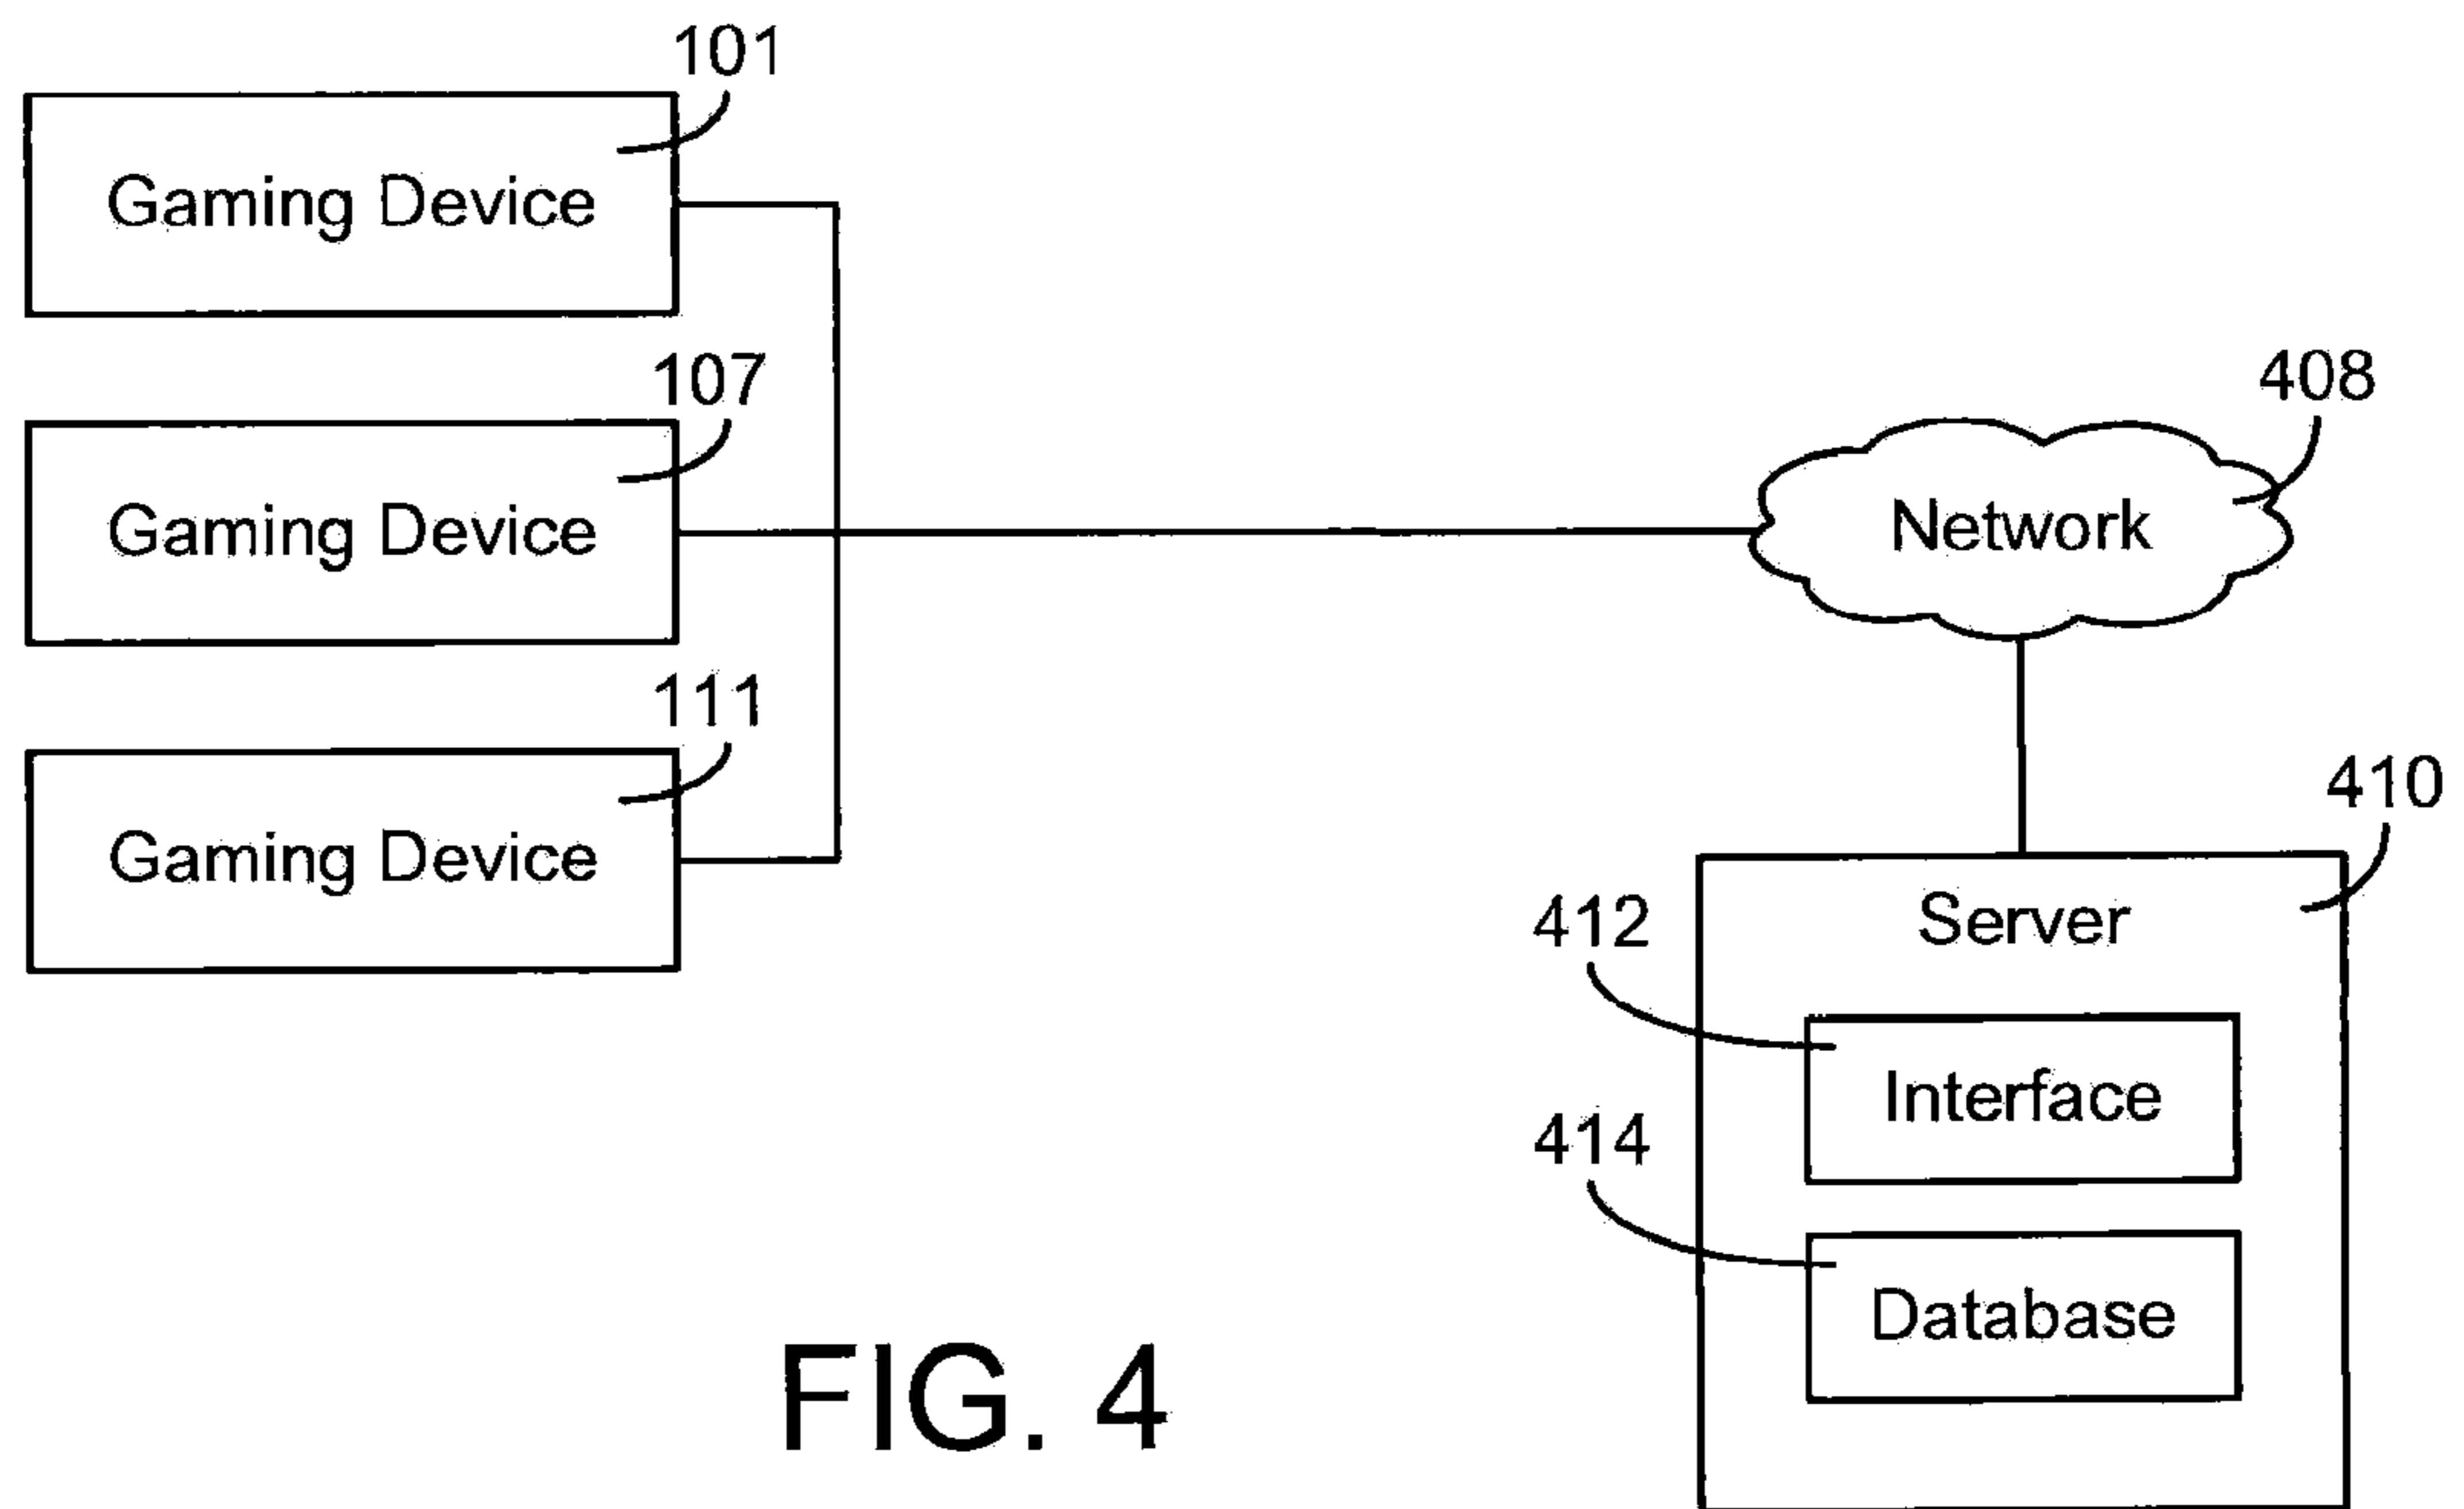 101
Gaming Device
107
Gaming Device
111
Gaming Device
408
Network
410
Server
412
Interface
414
Database
FIG. 4